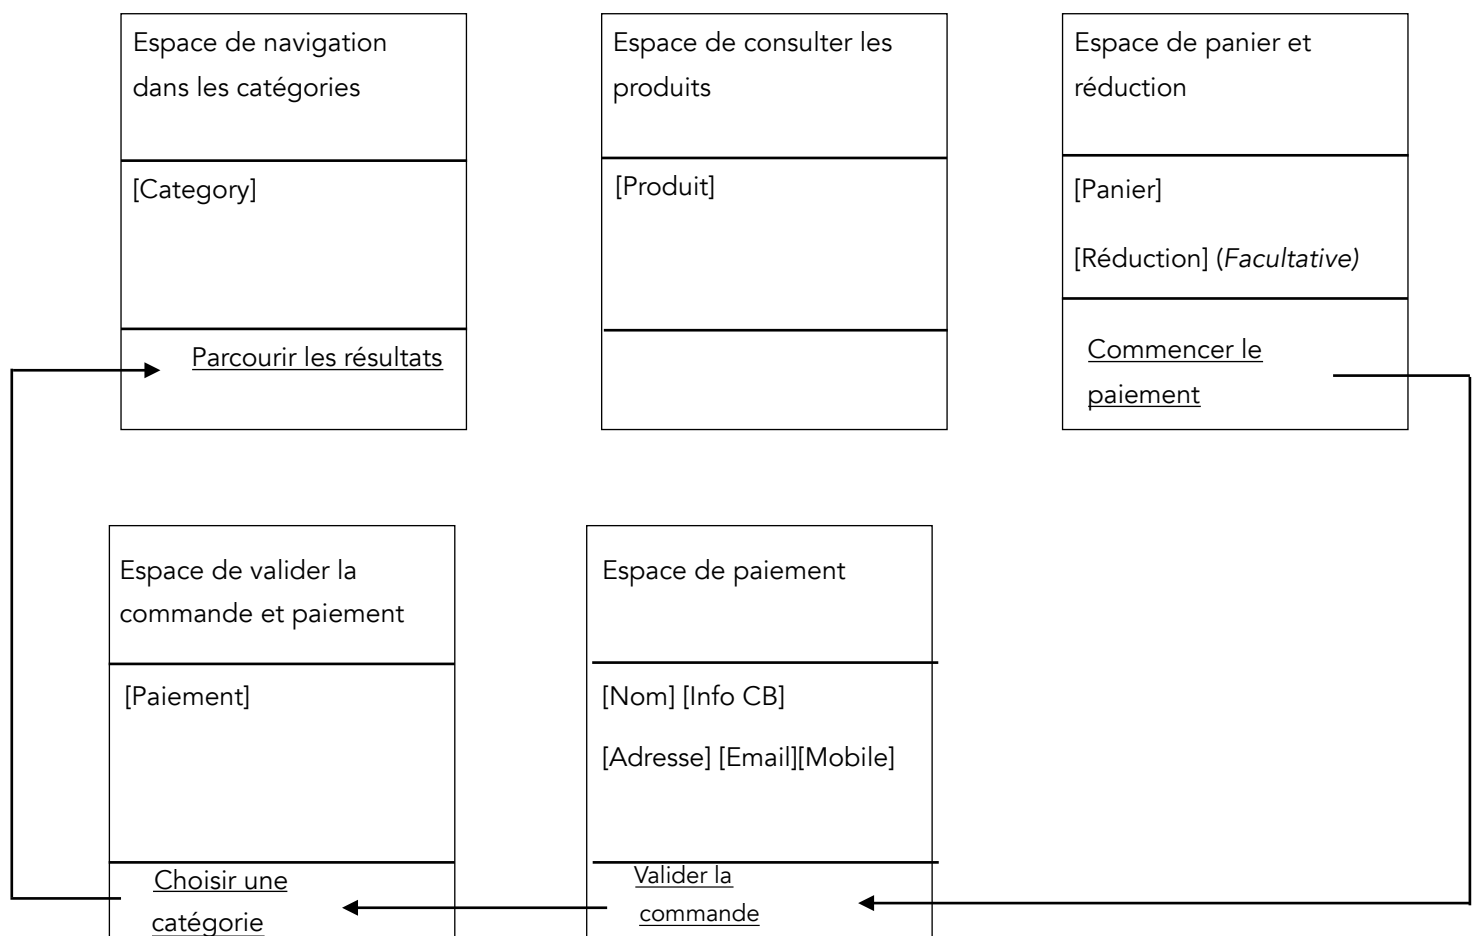 Espace de navigation
dans les catégories
[Category]
Parcourir les résultats
Espace de consulter les
produits
[Produit]
Espace de panier et
réduction
[Panier]
[Réduction] (Facultative)
Commencer le
paiement
Espace de valider la
commande et paiement
[Paiement]
Choisir une
catégorie
Espace de paiement
[Nom] [Info CB]
[Adresse] [Email][Mobile]
Valider la
commande